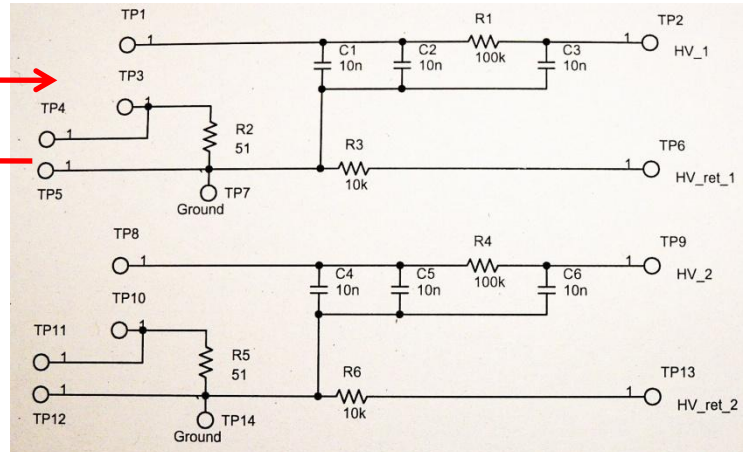 TP1
R1
TP2
1
C1
10n
C2
10n
100k
C3
10n
1
HV_1
TP3
1
TP4
1
R2
51
R3
10k
TP6
1
HV_ret_1
1
TP5
TP7
Ground
TP8
R4
TP9
1
C4
10n
C5
10n
100k
C6
10n
1
HV_2
TP10
1
TP11
1
R5
51
R6
10k
TP13
1
HV_ret_2
1
TP12
TP14
Ground